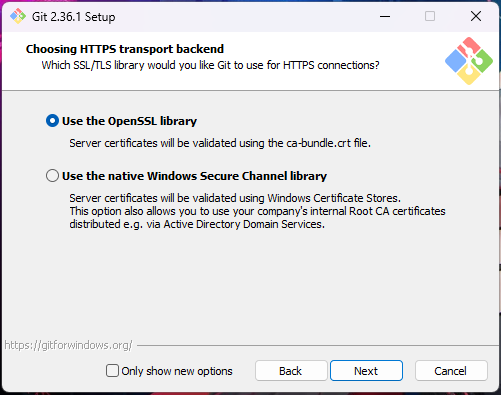 Git 2.36.1 Setup
Choosing HTTPS transport backend
Which SSL/TLS library would you like Git to use for HTTPS connections?
Use the OpenSSL library
Server certificates will be validated using the ca-bundle.crt file.
Use the native Windows Secure Channel library
Server certificates will be validated using Windows Certificate Stores.
This option also allows you to use your company's internal Root CA certificates
distributed e.g. via Active Directory Domain Services.
https://gitforwindows.org/
Only show new options Back Next Cancel